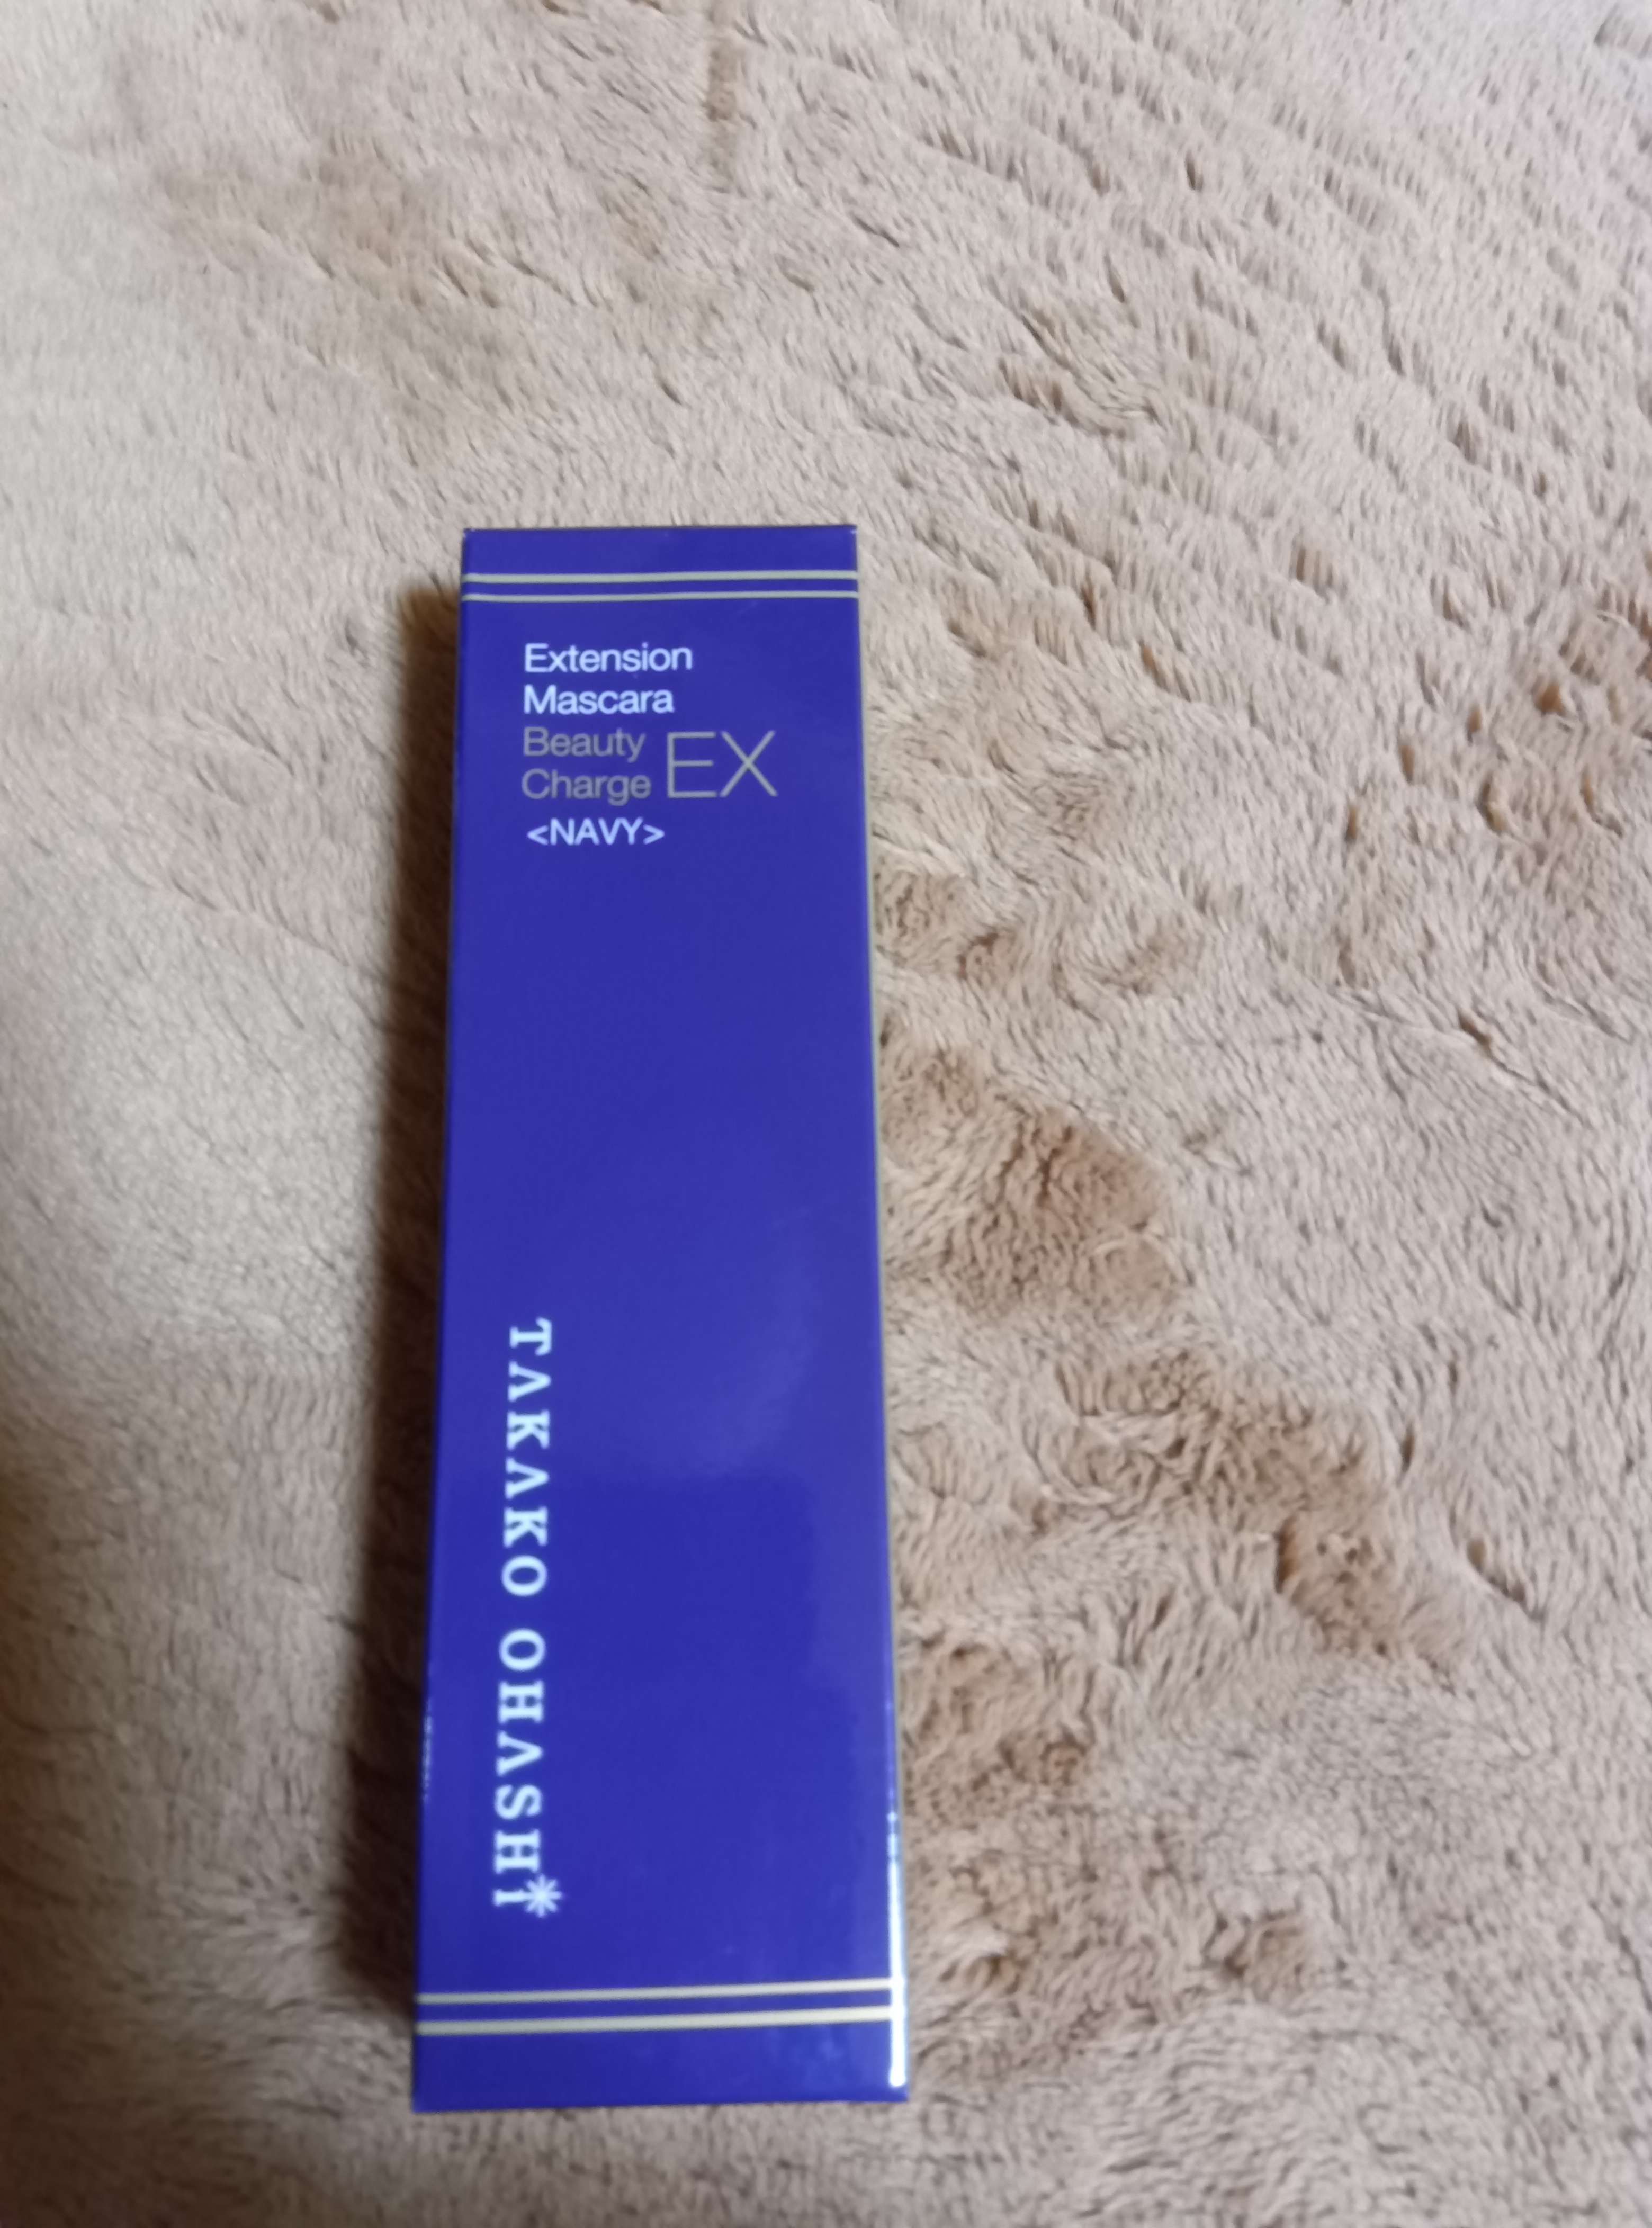 Extension
Mascara
Beauty
Charge EX
<NAVY>
TAKAKO OHASHI